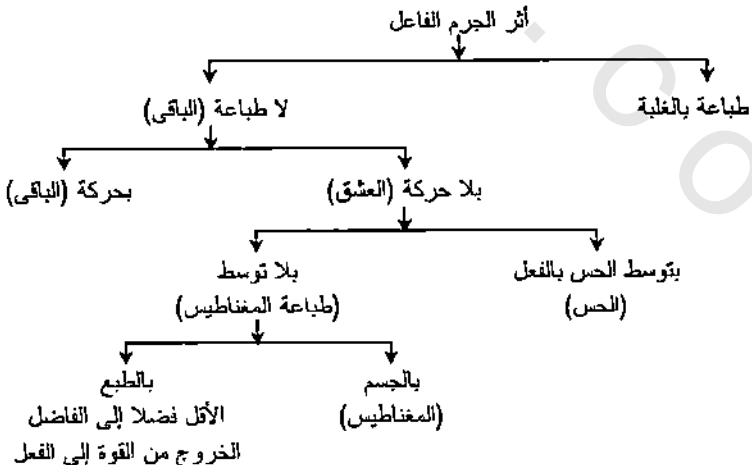 أثر الجرم الفاعل
طباعة بالغلبة
لا طباعة (الباقى)
بلا حركة (العشق)
بحركة (الباقى)
بتوسط الحس بالفعل
(الحس)
بلا توسط
(طباعة المغناطيس)
بالجسم
(المغناطيس)
بالطبع
الأقل فضلا إلى الفاضل
الخروج من القوة إلى الفعل